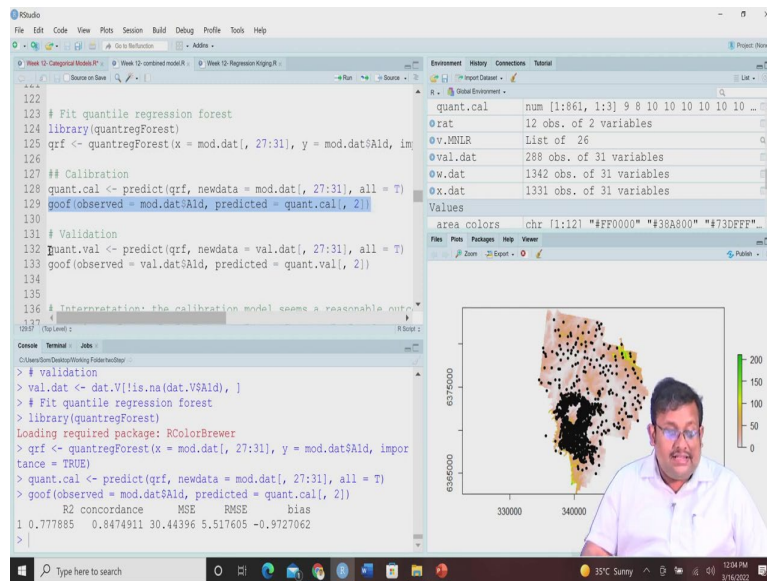 RStudio
File Edit Code View Plots Session Build Debug Profile Tools Help
Go to file/function Addins
Project: (None
Week 12- Categorical Models.R* Week 12- combined model.R Week 12- Regression Kriging.R
Source on Save Run Source
122
123 # Fit quantile regression forest
124 library(quantregForest)
125 qrf <- quantregForest(x = mod.dat[, 27:31], y = mod.dat$A1d, im
126
127 ## Calibration
128 quant.cal <- predict(qrf, newdata = mod.dat[, 27:31], all = T)
129 goof(observed = mod.dat$A1d, predicted = quant.cal[, 2])
130
131 # Validation
132 quant.val <- predict(qrf, newdata = val.dat[, 27:31], all = T)
133 goof(observed = val.dat$A1d, predicted = quant.val[, 2])
134
135
136 # Interpretation: the calibration model seems a reasonable outc
137
129:57 (Top Level) R Script
Console Terminal Jobs
C:/Users/Som/Desktop/Working Folder/twoStep/
> # validation
> val.dat <- dat.V[!is.na(dat.V$A1d), ]
> # Fit quantile regression forest
> library(quantregForest)
Loading required package: RColorBrewer
> qrf <- quantregForest(x = mod.dat[, 27:31], y = mod.dat$A1d, impor
tance = TRUE)
> quant.cal <- predict(qrf, newdata = mod.dat[, 27:31], all = T)
> goof(observed = mod.dat$A1d, predicted = quant.cal[, 2])
R2 concordance MSE RMSE bias
1 0.777885 0.8474911 30.44396 5.517605 -0.9727062
>
Environment History Connections Tutorial
Import Dataset List
R Global Environment
quant.cal num [1:861, 1:3] 9 8 10 10 10 10 10 10 …
rat 12 obs. of 2 variables
v.MNLR List of 26
val.dat 288 obs. of 31 variables
w.dat 1342 obs. of 31 variables
x.dat 1331 obs. of 31 variables
Values
area_colors chr [1:12] "#FF0000" "#38A800" "#73DFFF"…
Files Plots Packages Help Viewer
Zoom Export Publish
6375000
6365000
330000 340000
200
150
100
50
0
Type here to search
35°C Sunny
12:04 PM
3/16/2022